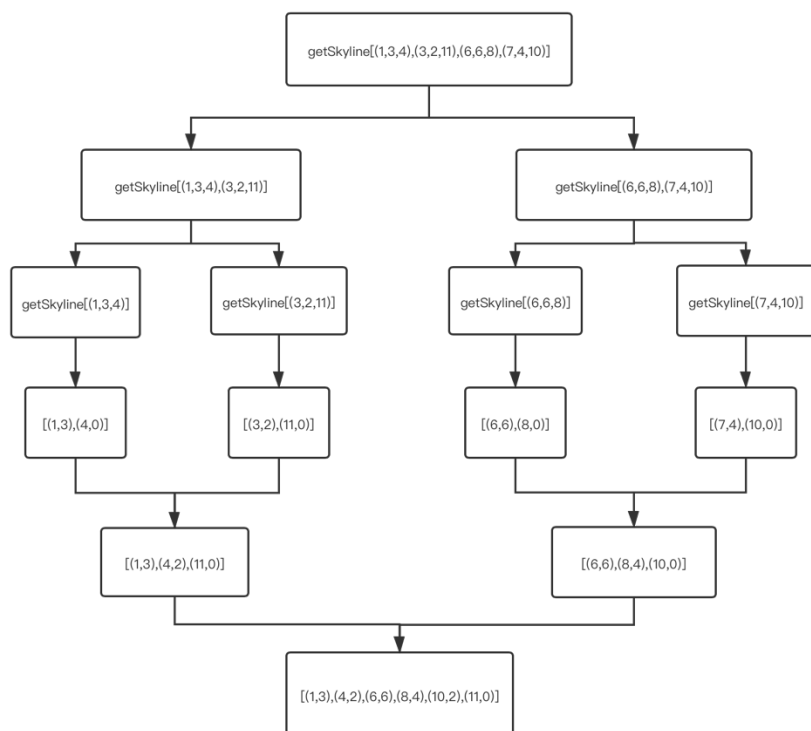 getSkyline[(1,3,4),(3,2,11),(6,6,8),(7,4,10)]
getSkyline[(1,3,4),(3,2,11)]
getSkyline[(6,6,8),(7,4,10)]
getSkyline[(1,3,4)]
getSkyline[(3,2,11)]
getSkyline[(6,6,8)]
getSkyline[(7,4,10)]
[(1,3),(4,0)]
[(3,2),(11,0)]
[(6,6),(8,0)]
[(7,4),(10,0)]
[(1,3),(4,2),(11,0)]
[(6,6),(8,4),(10,0)]
[(1,3),(4,2),(6,6),(8,4),(10,2),(11,0)]